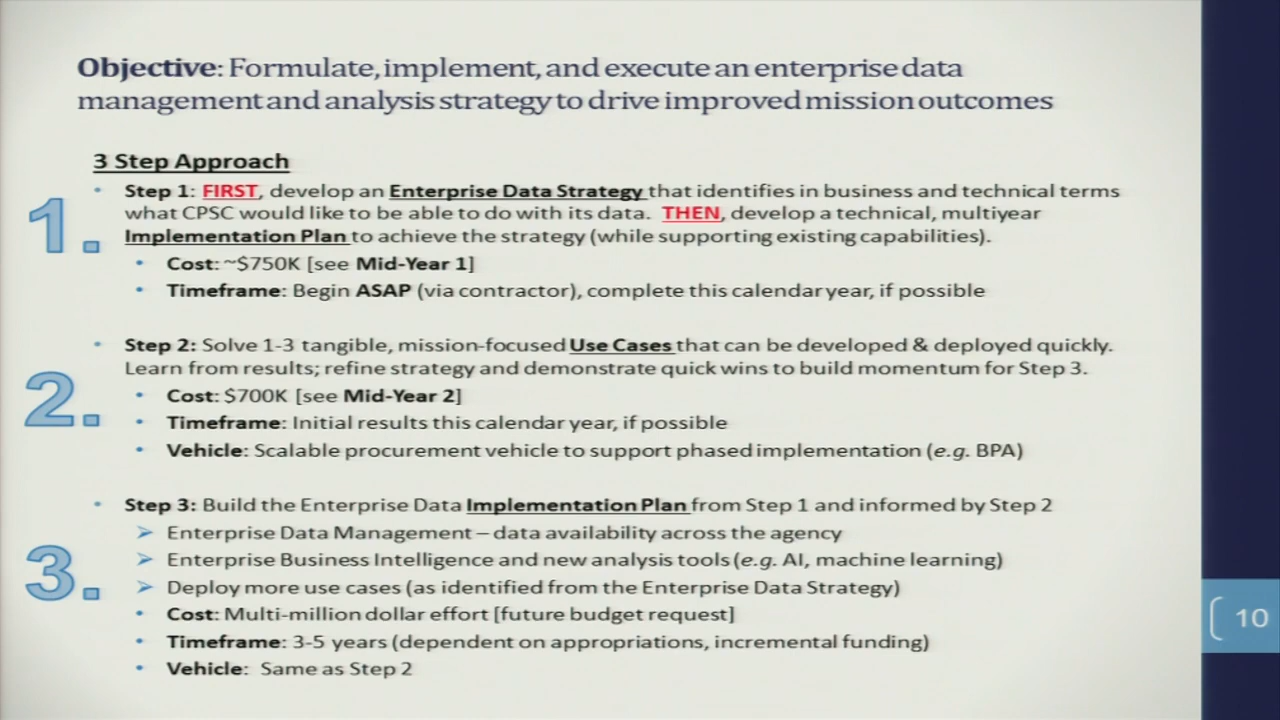 Objective: Formulate, implement, and execute an enterprise data
management and analysis strategy to drive improved mission outcomes
3 Step Approach
1.
• Step 1: FIRST, develop an Enterprise Data Strategy that identifies in business and technical terms
what CPSC would like to be able to do with its data. THEN, develop a technical, multiyear
Implementation Plan to achieve the strategy (while supporting existing capabilities).
• Cost: ~$750K [see Mid-Year 1]
• Timeframe: Begin ASAP (via contractor), complete this calendar year, if possible
2.
• Step 2: Solve 1-3 tangible, mission-focused Use Cases that can be developed & deployed quickly.
Learn from results; refine strategy and demonstrate quick wins to build momentum for Step 3.
• Cost: $700K [see Mid-Year 2]
• Timeframe: Initial results this calendar year, if possible
• Vehicle: Scalable procurement vehicle to support phased implementation (e.g. BPA)
3.
• Step 3: Build the Enterprise Data Implementation Plan from Step 1 and informed by Step 2
➢ Enterprise Data Management – data availability across the agency
➢ Enterprise Business Intelligence and new analysis tools (e.g. AI, machine learning)
➢ Deploy more use cases (as identified from the Enterprise Data Strategy)
• Cost: Multi-million dollar effort [future budget request]
• Timeframe: 3-5 years (dependent on appropriations, incremental funding)
• Vehicle: Same as Step 2
10